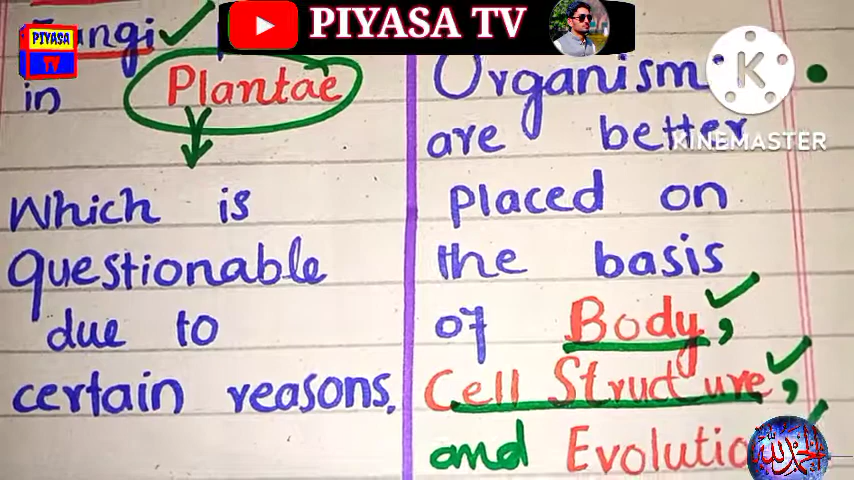 PIYASA TV
PIYASA
TV
Fungi
in Plantae
Which is
questionable
due to
certain reasons.
Organism
are better
placed on
the basis
of Body,
Cell Structure,
and Evolutio
K
KINEMASTER
الحمدلله